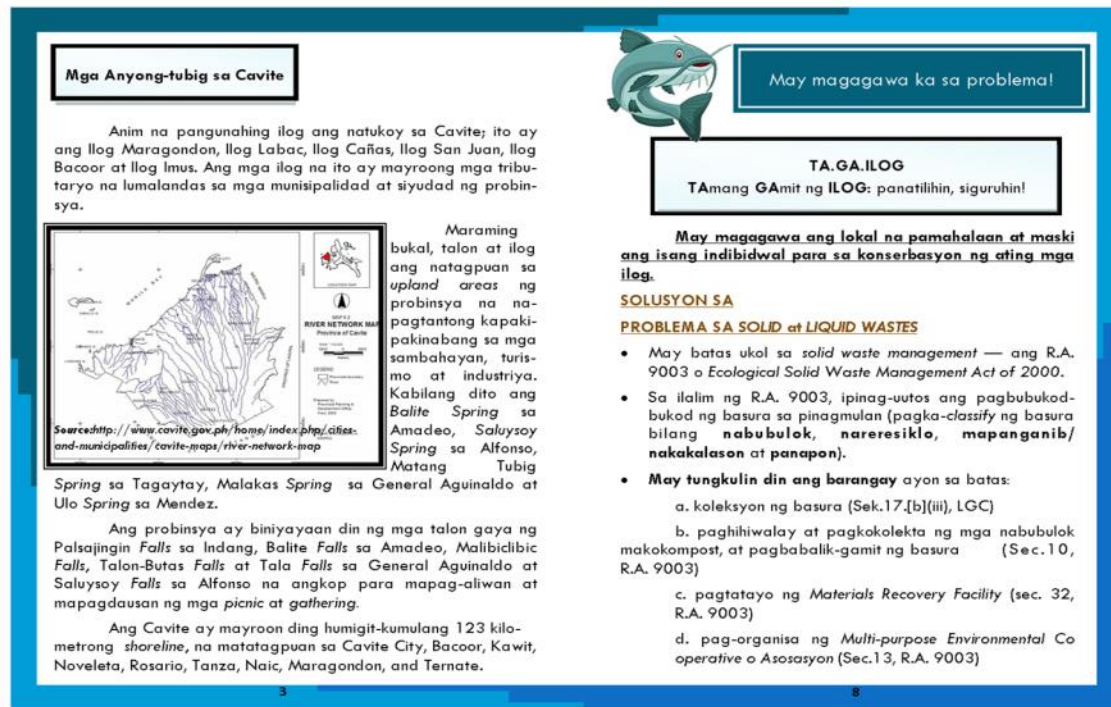 Mga Anyong-tubig sa Cavite
Anim na pangunahing ilog ang natukoy sa Cavite; ito ay
ang Ilog Maragondon, Ilog Labac, Ilog Cañas, Ilog San Juan, Ilog
Bacoor at Ilog Imus. Ang mga ilog na ito ay mayroong mga tribu-
taryo na lumalandas sa mga munisipalidad at siyudad ng probin-
sya.
RIVER NETWORK MAP
Province of Cavite
LEGEND
Source:http://www.cavite.gov.ph/home/index.php/cities-
and-municipalities/cavite-maps/river-network-map
Maraming
bukal, talon at ilog
ang natagpuan sa
upland areas ng
probinsya na na-
pagtantong kapaki-
pakinabang sa mga
sambahayan, turis-
mo at industriya.
Kabilang dito ang
Balite Spring sa
Amadeo, Saluysoy
Spring sa Alfonso,
Matang Tubig
Spring sa Tagaytay, Malakas Spring sa General Aguinaldo at
Ulo Spring sa Mendez.
Ang probinsya ay biniyayaan din ng mga talon gaya ng
Palsajingin Falls sa Indang, Balite Falls sa Amadeo, Malibiclibic
Falls, Talon-Butas Falls at Tala Falls sa General Aguinaldo at
Saluysoy Falls sa Alfonso na angkop para mapag-aliwan at
mapagdausan ng mga picnic at gathering.
Ang Cavite ay mayroon ding humigit-kumulang 123 kilo-
metrong shoreline, na matatagpuan sa Cavite City, Bacoor, Kawit,
Noveleta, Rosario, Tanza, Naic, Maragondon, and Ternate.
3
May magagawa ka sa problema!
TA.GA.ILOG
TAmang GAmit ng ILOG: panatilihin, siguruhin!
May magagawa ang lokal na pamahalaan at maski
ang isang indibidwal para sa konserbasyon ng ating mga
ilog.
SOLUSYON SA
PROBLEMA SA SOLID at LIQUID WASTES
• May batas ukol sa solid waste management — ang R.A.
9003 o Ecological Solid Waste Management Act of 2000.
• Sa ilalim ng R.A. 9003, ipinag-uutos ang pagbubukod-
bukod ng basura sa pinagmulan (pagka-classify ng basura
bilang nabubulok, nareresiklo, mapanganib/
nakakalason at panapon).
• May tungkulin din ang barangay ayon sa batas:
a. koleksyon ng basura (Sek.17.[b](iii), LGC)
b. paghihiwalay at pagkokolekta ng mga nabubulok
makokompost, at pagbabalik-gamit ng basura (Sec.10,
R.A. 9003)
c. pagtatayo ng Materials Recovery Facility (sec. 32,
R.A. 9003)
d. pag-organisa ng Multi-purpose Environmental Co
operative o Asosasyon (Sec.13, R.A. 9003)
8